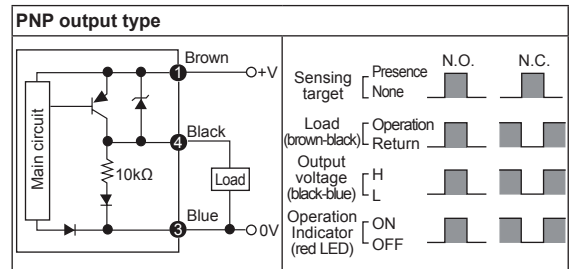 PNP output type
Main circuit
10kΩ
1
Brown
+V
4
Black
Load
3
Blue
0V
N.O.
N.C.
Sensing target
Presence
None
Load
(brown-black)
Operation
Return
Output voltage
(black-blue)
H
L
Operation Indicator
(red LED)
ON
OFF